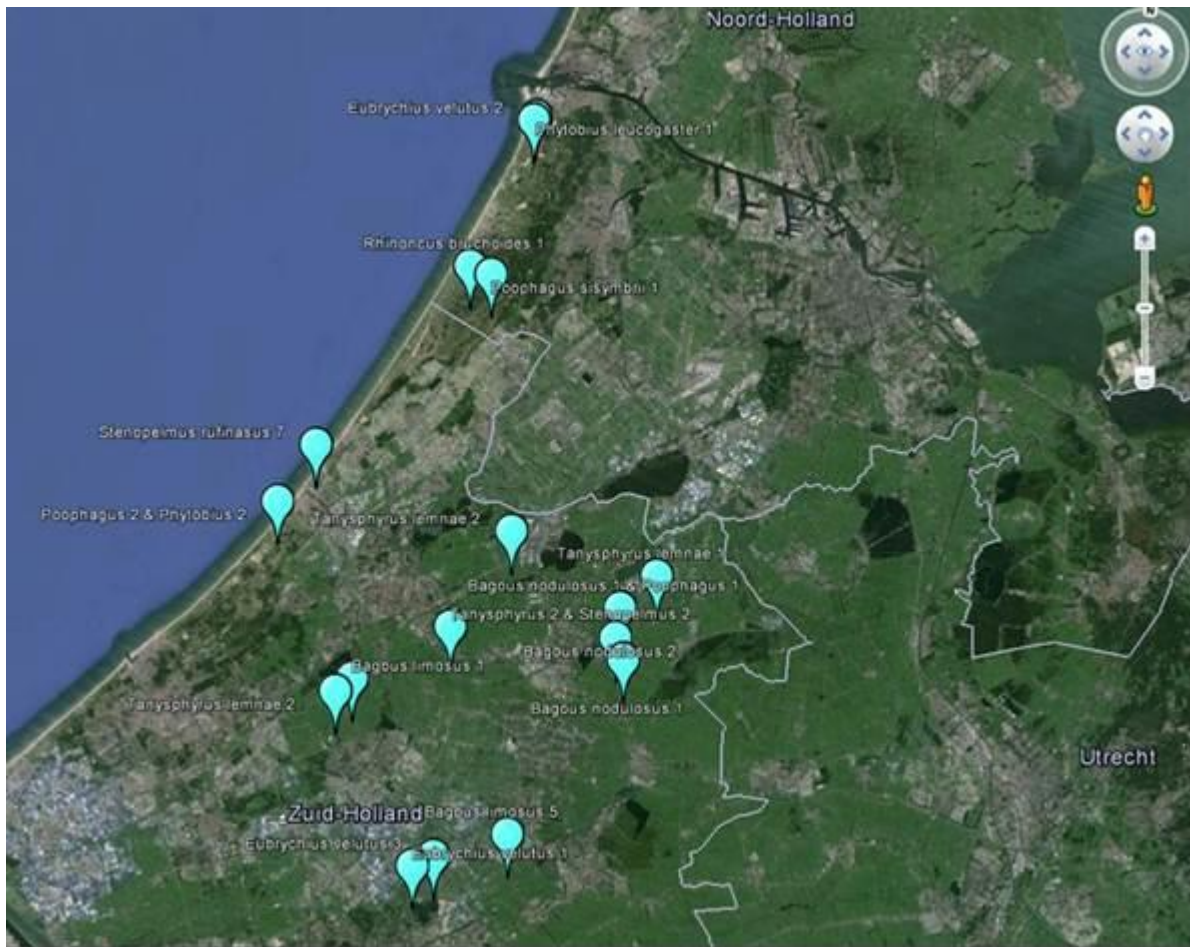 N
Noord-Holland
Eubrychius velutus 2
Phytobius leucogaster 1
Rhinoncus bruchoides 1
Poophagus sisymbrii 1
Stenopelmus rufinasus 7
Poophagus 2 & Phytobius 2
Tanysphyrus lemnae 2
Tanysphyrus lemnae 1
Bagous nodulosus 1 & Poophagus 1
Tanysphyrus 2 & Stenopelmus 2
Bagous nodulosus 2
Bagous limosus 1
Tanysphyrus lemnae 2
Bagous nodulosus 1
Utrecht
Zuid-Holland
Bagous limosus 5
Eubrychius velutus 3
Eubrychius velutus 1